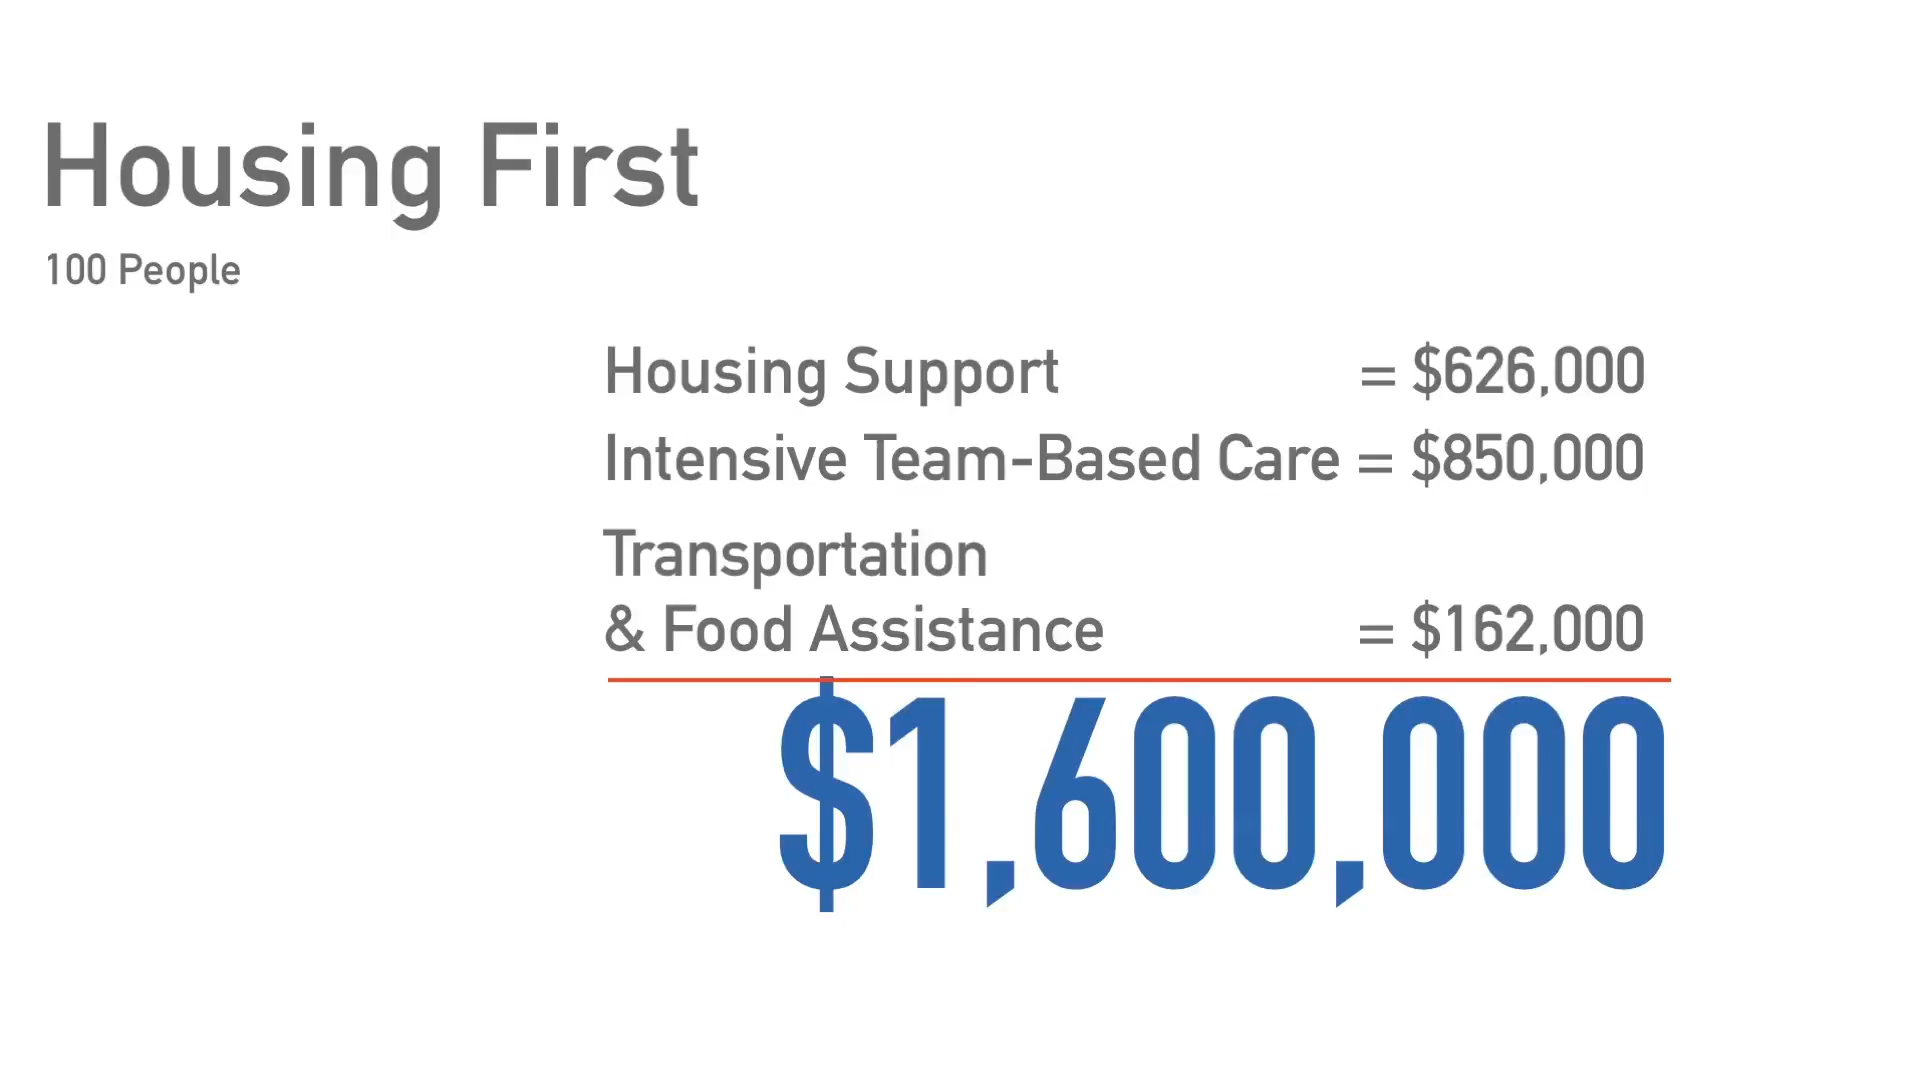 Housing First
100 People
Housing Support = $626,000
Intensive Team-Based Care = $850,000
Transportation
& Food Assistance = $162,000
$1,600,000